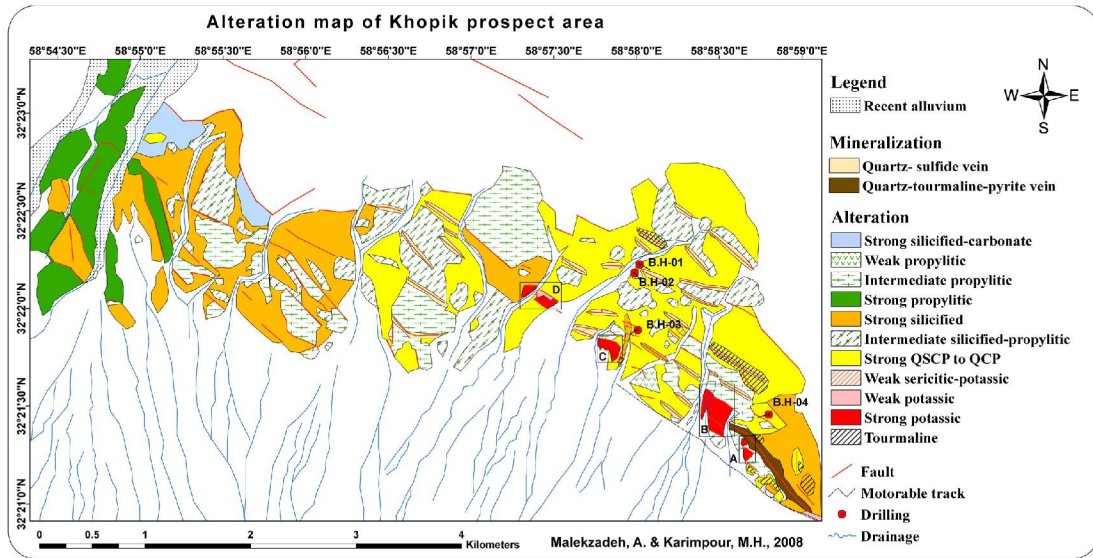 Alteration map of Khopik prospect area
58°54'30"E 58°55'0"E 58°55'30"E 58°56'0"E 58°56'30"E 58°57'0"E 58°57'30"E 58°58'0"E 58°58'30"E 58°59'0"E
32°23'0"N
32°22'30"N
32°22'0"N
32°21'30"N
32°21'0"N
B.H-01
B.H-02
D
B.H-03
C
B.H-04
B
A
N
W E
S
Legend
Recent alluvium
Mineralization
Quartz- sulfide vein
Quartz-tourmaline-pyrite vein
Alteration
Strong silicified-carbonate
Weak propylitic
Intermediate propylitic
Strong propylitic
Strong silicified
Intermediate silicified-propylitic
Strong QSCP to QCP
Weak sericitic-potassic
Weak potassic
Strong potassic
Tourmaline
Fault
Motorable track
Drilling
Drainage
0 0.5 1 2 3 4
Kilometers
Malekzadeh, A. & Karimpour, M.H., 2008